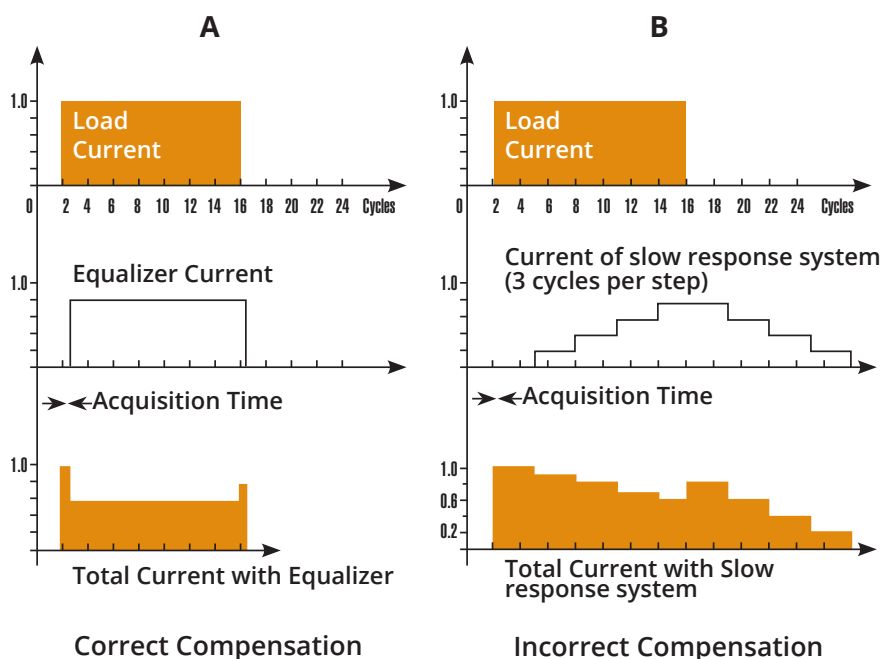 A
1.0
Load
Current
0 2 4 6 8 10 12 14 16 18 20 22 24 Cycles
Equalizer Current
1.0
Acquisition Time
1.0
Total Current with Equalizer
Correct Compensation
B
1.0
Load
Current
0 2 4 6 8 10 12 14 16 18 20 22 24 Cycles
Current of slow response system
(3 cycles per step)
1.0
Acquisition Time
1.0
0.6
0.2
Total Current with Slow
response system
Incorrect Compensation